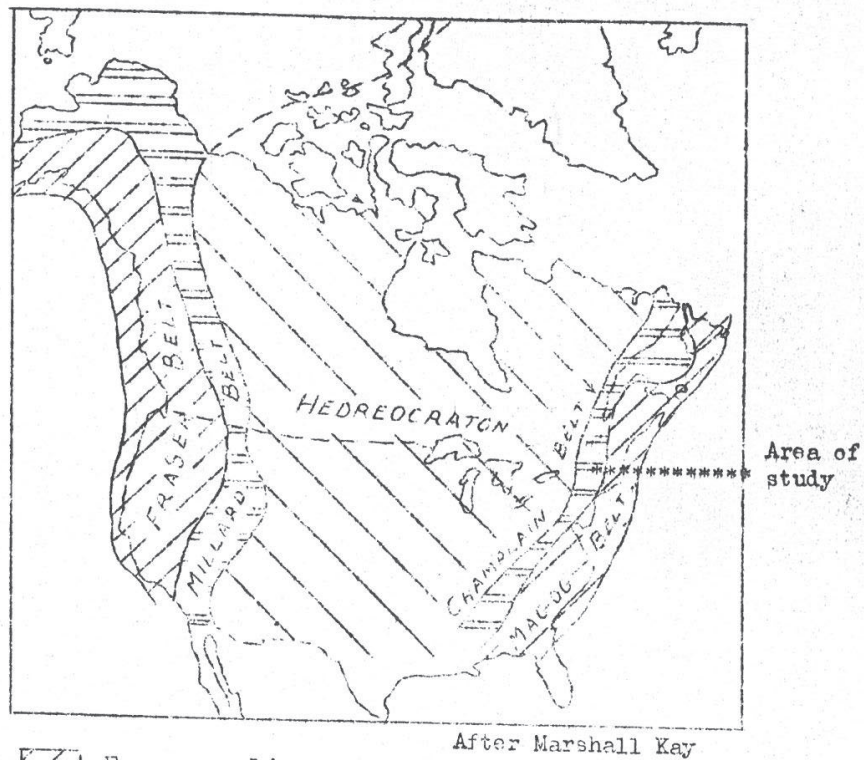 FRASER BELT
MILLARD BELT
HEDREOCRATON
CHAMPLAIN BELT
MAGOG BELT
Area of
study
After Marshall Kay